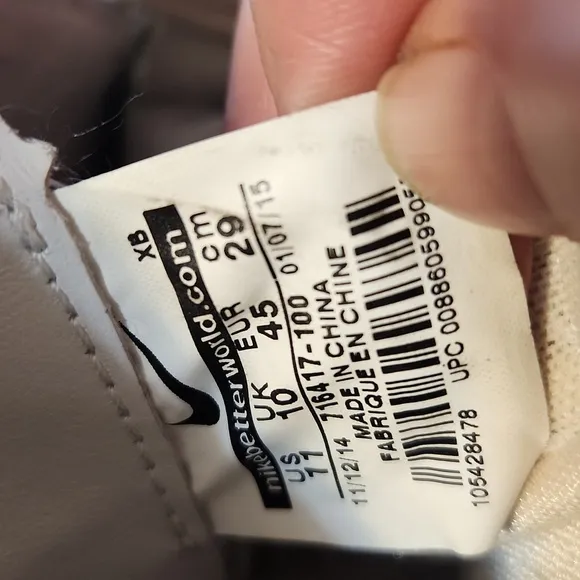 XB
nikebetterworld.com
US UK EUR cm
11 10 45 29
11/12/14 716417-100 01/07/15
MADE IN CHINA
FABRIQUE EN CHINE
UPC 00886059905
105428478